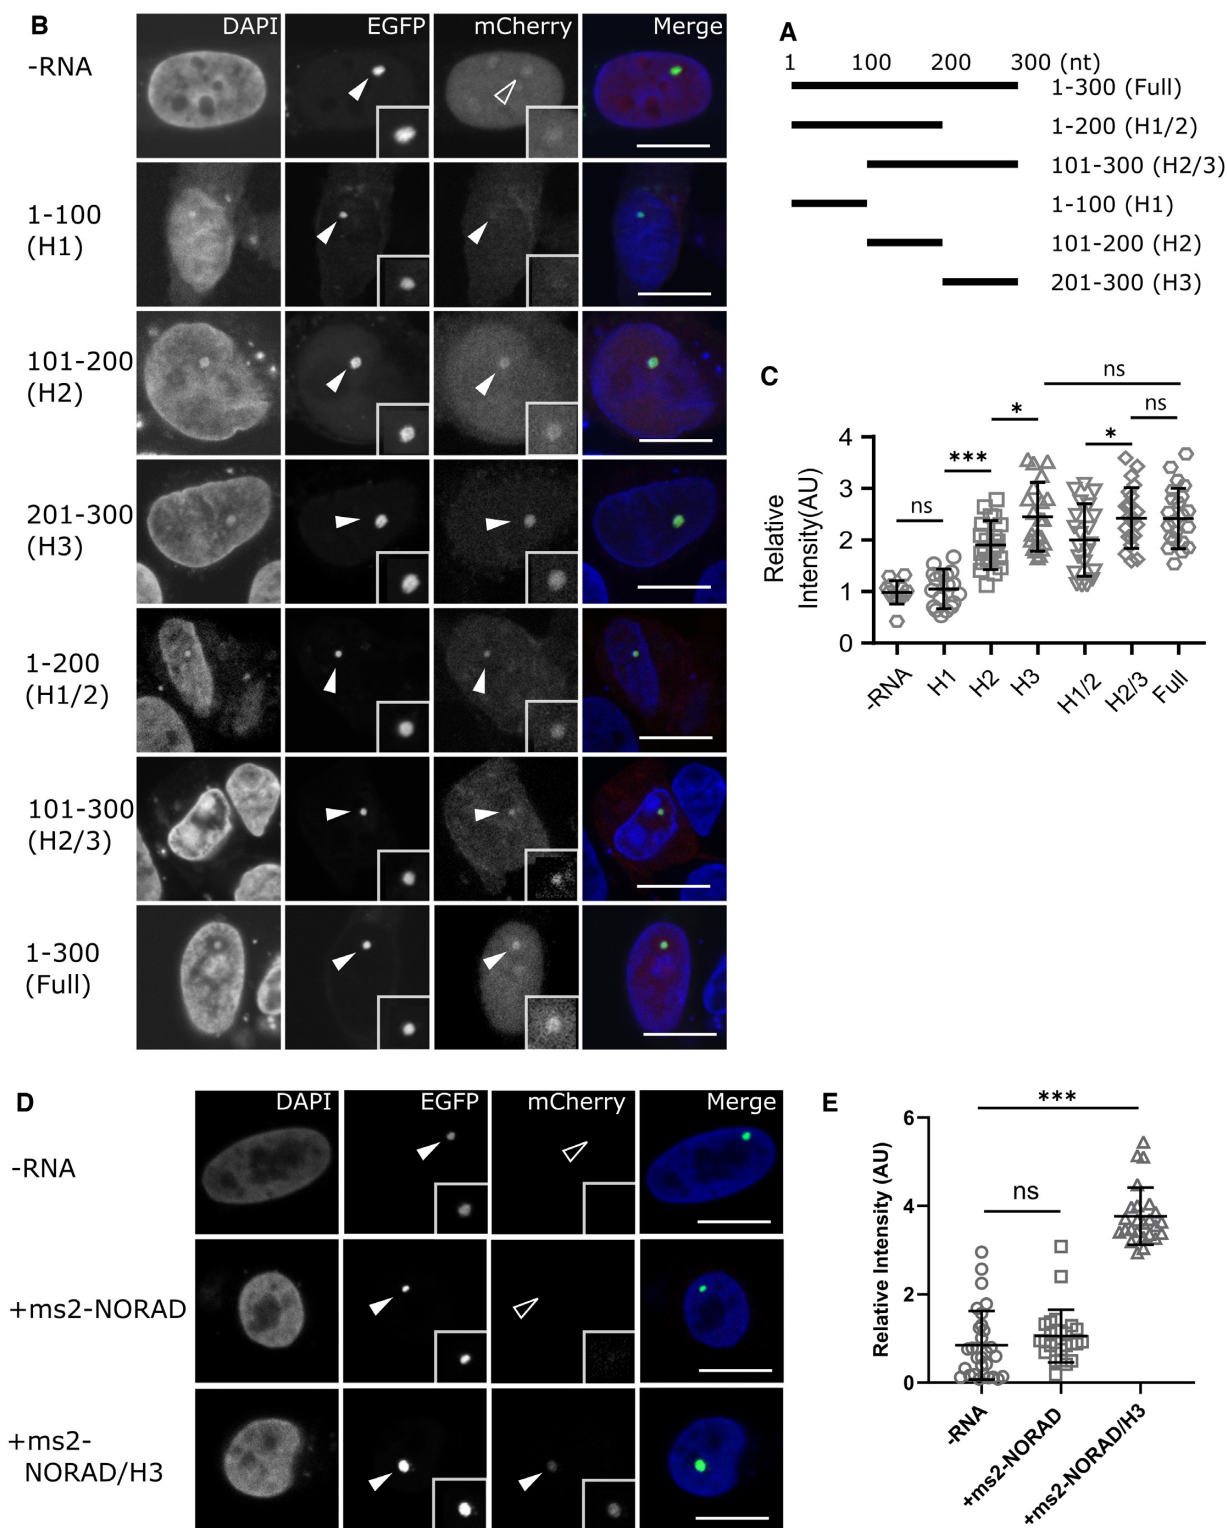 B
DAPI
EGFP
mCherry
Merge
-RNA
1-100
(H1)
101-200
(H2)
201-300
(H3)
1-200
(H1/2)
101-300
(H2/3)
1-300
(Full)
A
1 100 200 300 (nt)
1-300 (Full)
1-200 (H1/2)
101-300 (H2/3)
1-100 (H1)
101-200 (H2)
201-300 (H3)
C
ns
ns
*
*
***
ns
Relative
Intensity(AU)
4
3
2
1
0
-RNA
H1
H2
H3
H1/2
H2/3
Full
D
DAPI
EGFP
mCherry
Merge
-RNA
+ms2-NORAD
+ms2-
NORAD/H3
E
***
ns
Relative Intensity (AU)
6
4
2
0
-RNA
+ms2-NORAD
+ms2-NORAD/H3